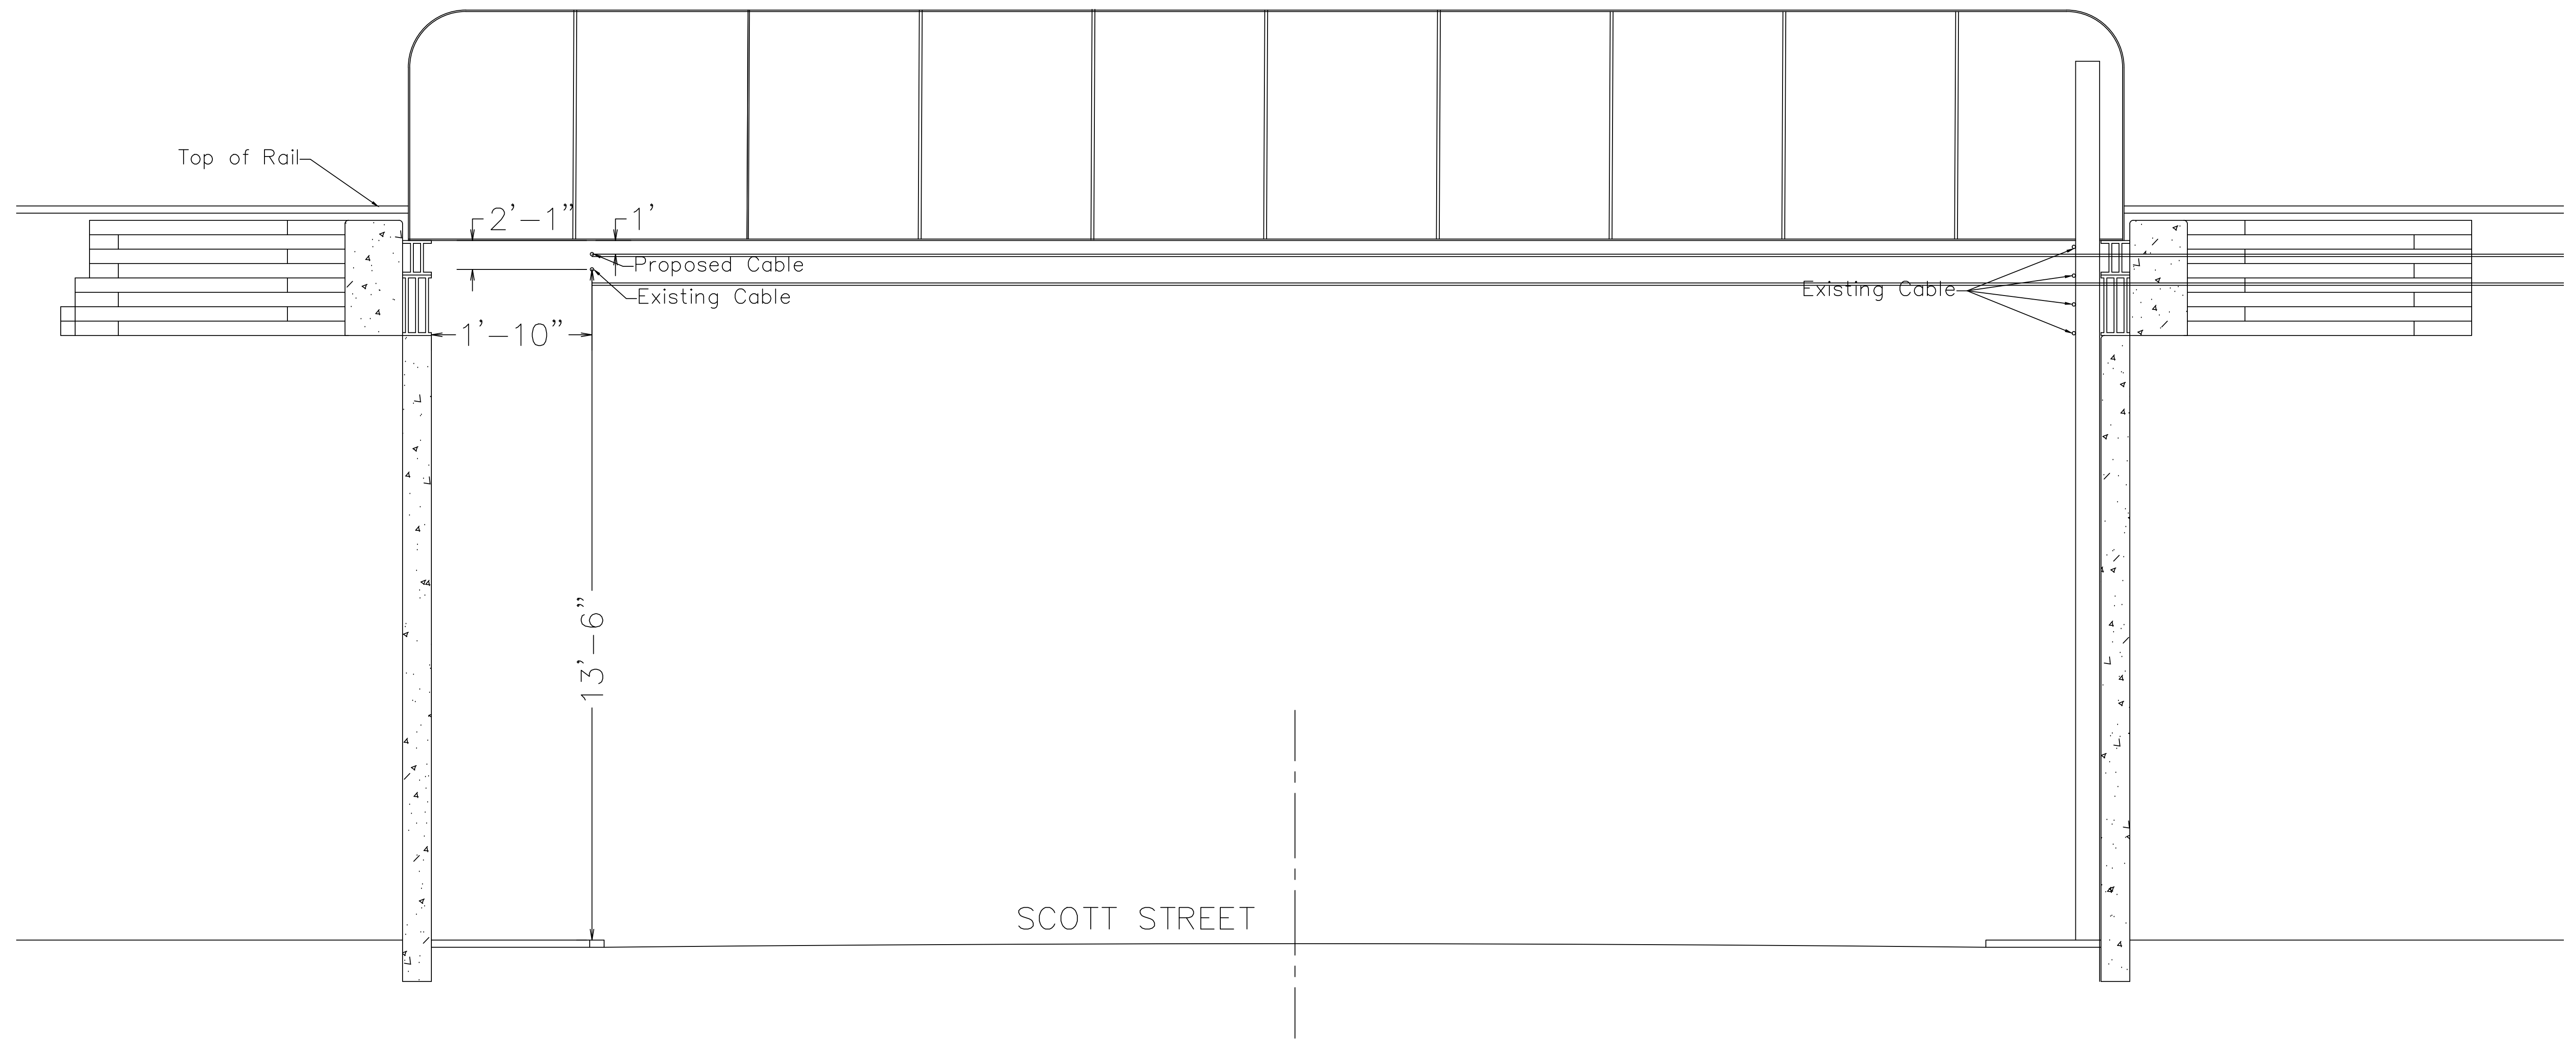 Top of Rail
2'-1"
1'
Proposed Cable
Existing Cable
Existing Cable
1'-10"
13'-6"
SCOTT STREET